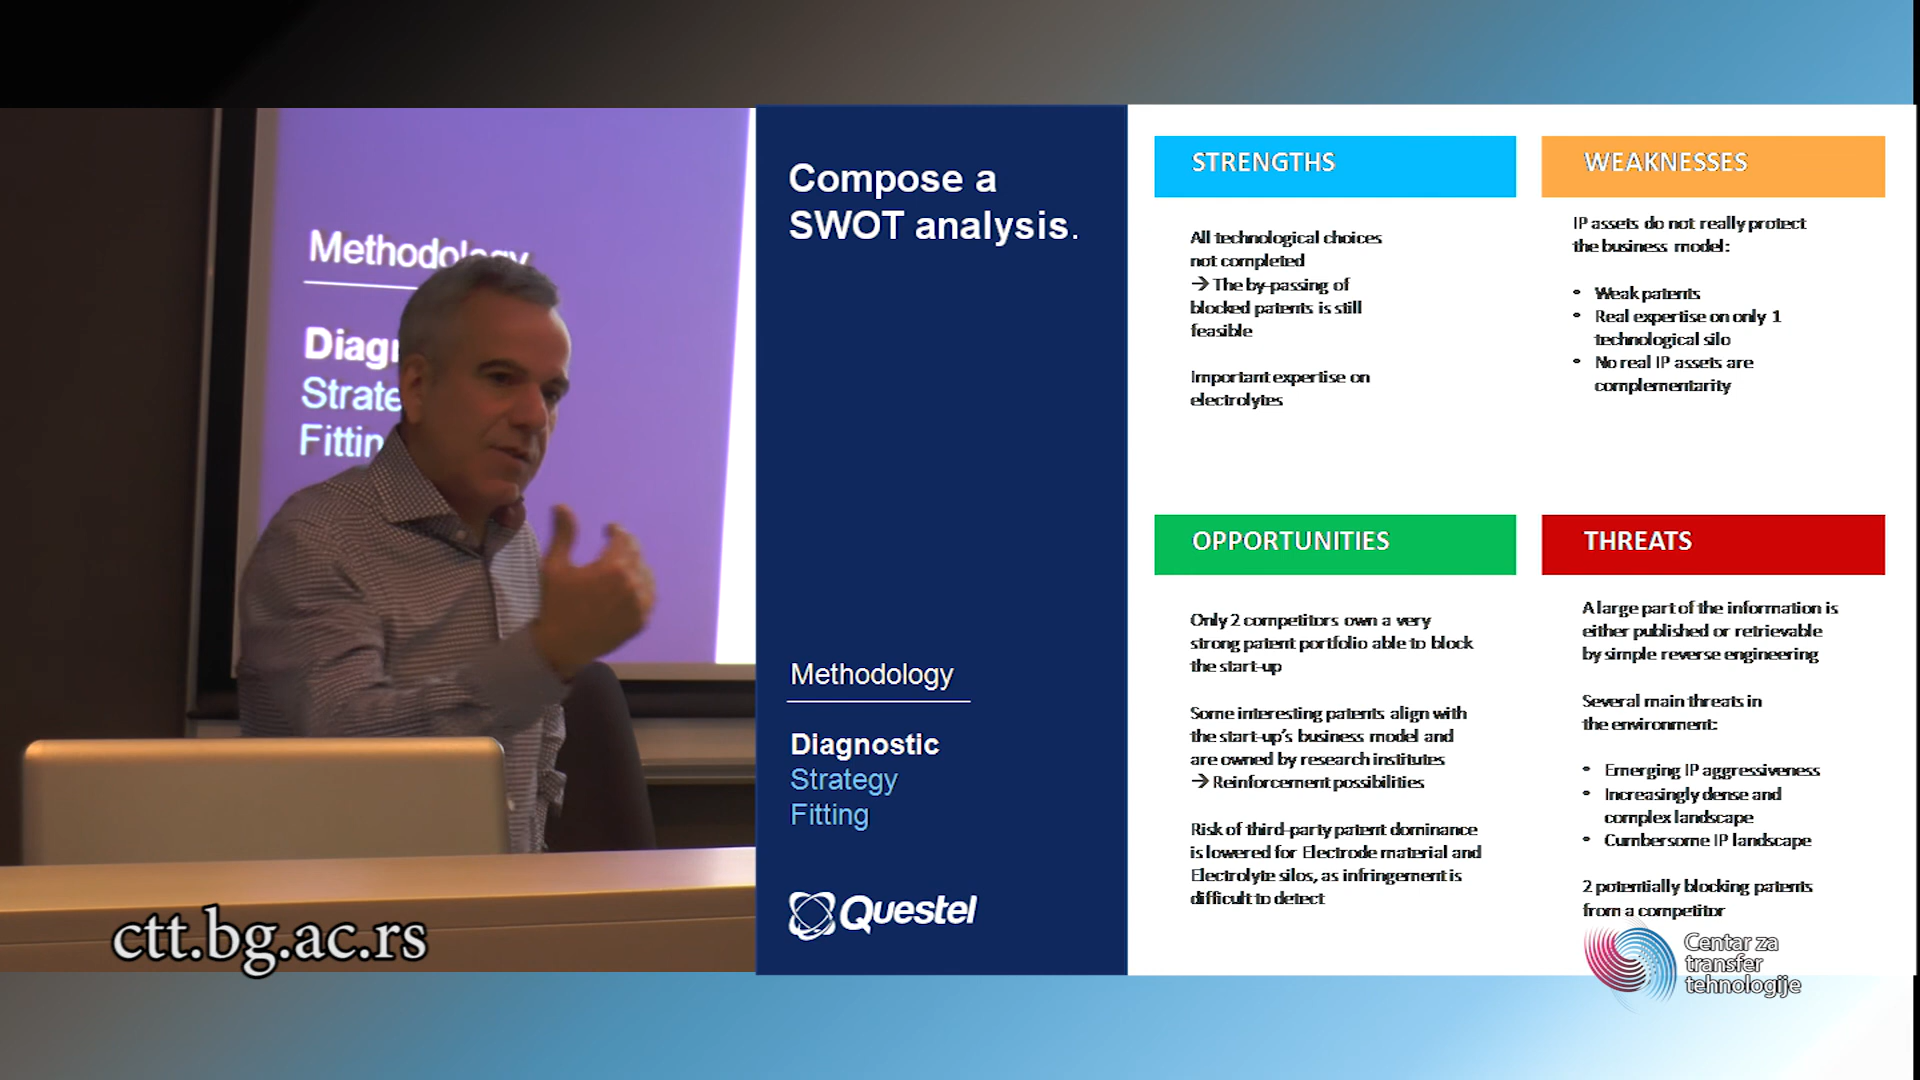 Methodology
Diagn
Strate
Fittin
ctt.bg.ac.rs
Compose a
SWOT analysis.
Methodology
Diagnostic
Strategy
Fitting
Questel
STRENGTHS
All technological choices
not completed
→ The by-passing of
blocked patents is still
feasible
Important expertise on
electrolytes
WEAKNESSES
IP assets do not really protect
the business model:
• Weak patents
• Real expertise on only 1
technological silo
• No real IP assets are
complementarity
OPPORTUNITIES
Only 2 competitors own a very
strong patent portfolio able to block
the start-up
Some interesting patents align with
the start-up's business model and
are owned by research institutes
→ Reinforcement possibilities
Risk of third-party patent dominance
is lowered for Electrode material and
Electrolyte silos, as infringement is
difficult to detect
THREATS
A large part of the information is
either published or retrievable
by simple reverse engineering
Several main threats in
the environment:
• Emerging IP aggressiveness
• Increasingly dense and
complex landscape
• Cumbersome IP landscape
2 potentially blocking patents
from a competitor
Centar za
transfer
tehnologije